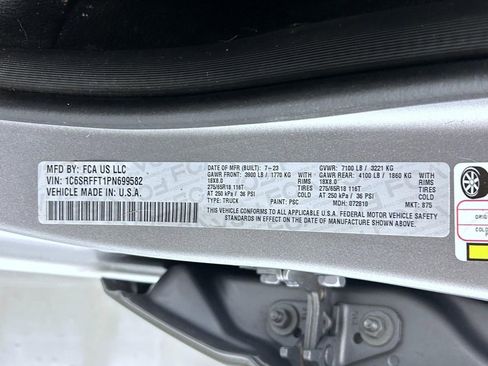 MFD BY: FCA US LLC
VIN: 1C6SRFFT1PN699582
VEHICLE MADE IN U.S.A.
DATE OF MFR (BUILT): 7-23 GVWR: 7100 LB / 3221 KG
GAWR FRONT: 3900 LB / 1770 KG GAWR REAR: 4100 LB / 1860 KG
18X8.0 RIMS 18X8.0 RIMS
275/65R18 116T TIRES 275/65R18 116T TIRES
AT 250 kPa / 36 PSI COLD AT 250 kPa / 36 PSI COLD
TYPE: TRUCK PAINT: PSC MDH: 072810 MKT: 875
THIS VEHICLE CONFORMS TO ALL APPLICABLE U.S.A. FEDERAL MOTOR VEHICLE SAFETY
STANDARDS IN EFFECT ON THE DATE OF MANUFACTURE SHOWN ABOVE.